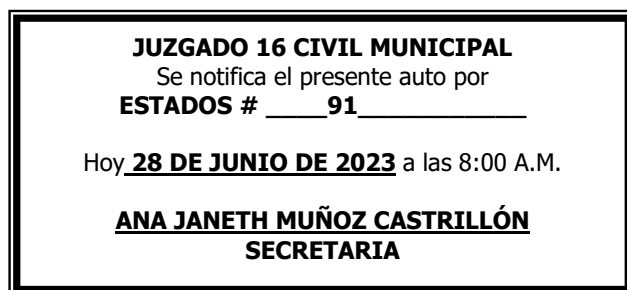 JUZGADO 16 CIVIL MUNICIPAL
Se notifica el presente auto por
ESTADOS # ____91___________
Hoy 28 DE JUNIO DE 2023 a las 8:00 A.M.
ANA JANETH MUÑOZ CASTRILLÓN
SECRETARIA